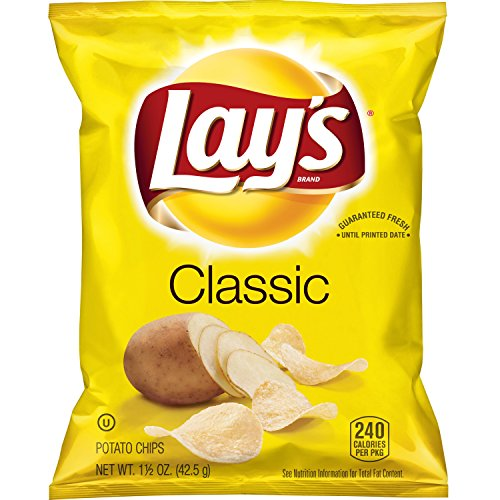 Lay's
BRAND
®
GUARANTEED FRESH
• UNTIL PRINTED DATE •
Classic
U
240
CALORIES
PER PKG
POTATO CHIPS
NET WT. 1½ OZ. (42.5 g)
See Nutrition Information for Total Fat Content.